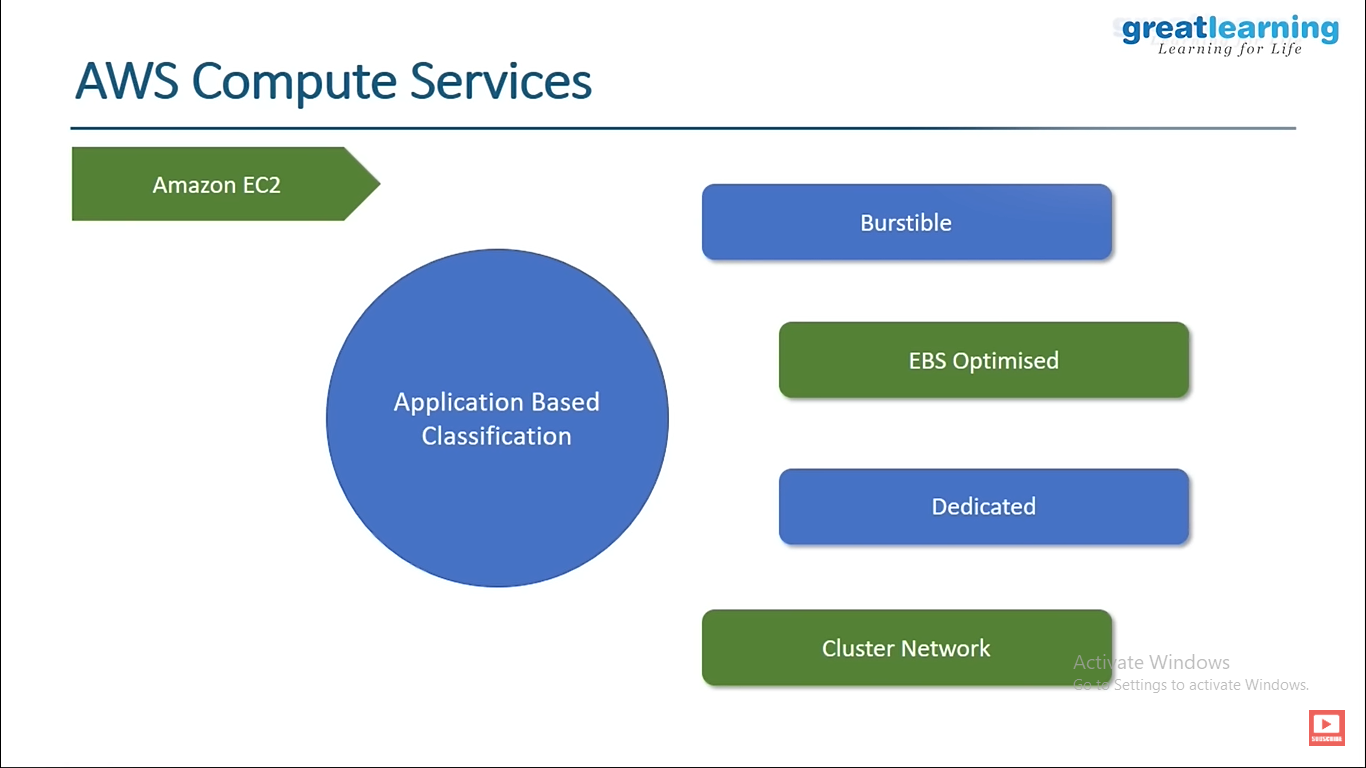 greatlearning
Learning for Life
AWS Compute Services
Amazon EC2
Burstible
Application Based
Classification
EBS Optimised
Dedicated
Cluster Network
Activate Windows
Go to Settings to activate Windows.
SUBSCRIBE